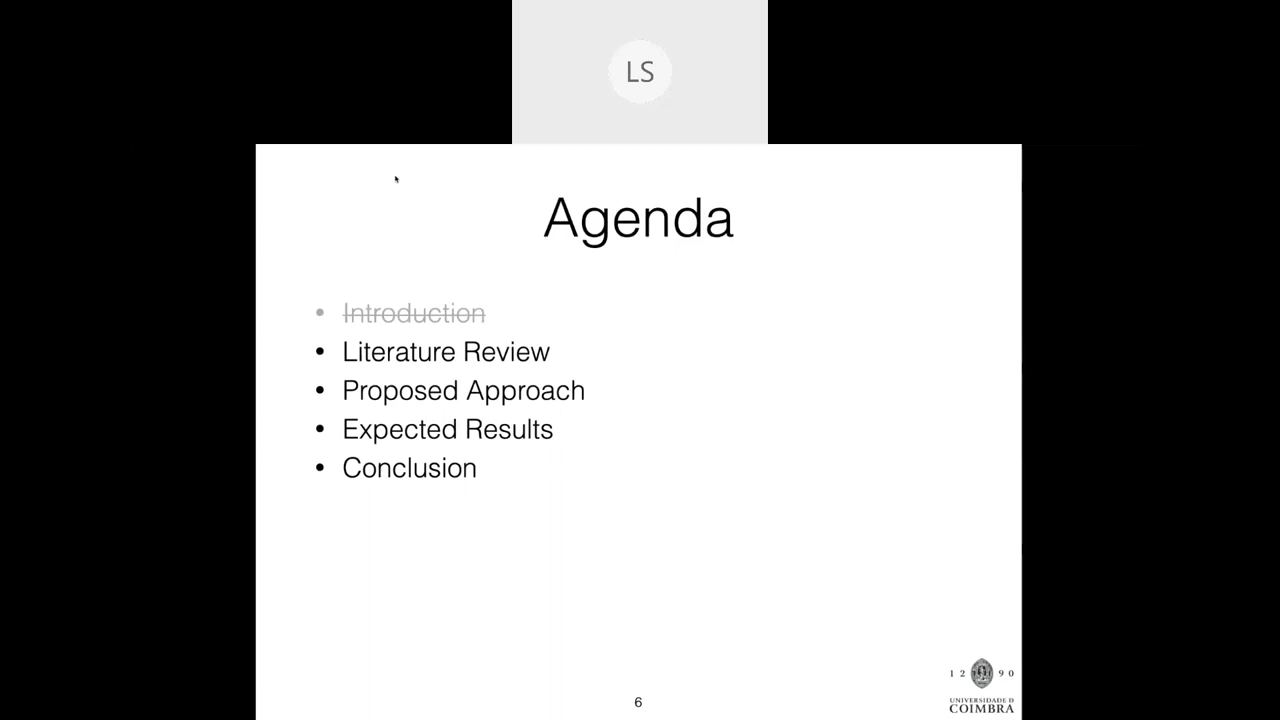 LS
Agenda
• Introduction
• Literature Review
• Proposed Approach
• Expected Results
• Conclusion
1 2 9 0
UNIVERSIDADE D
COIMBRA
6